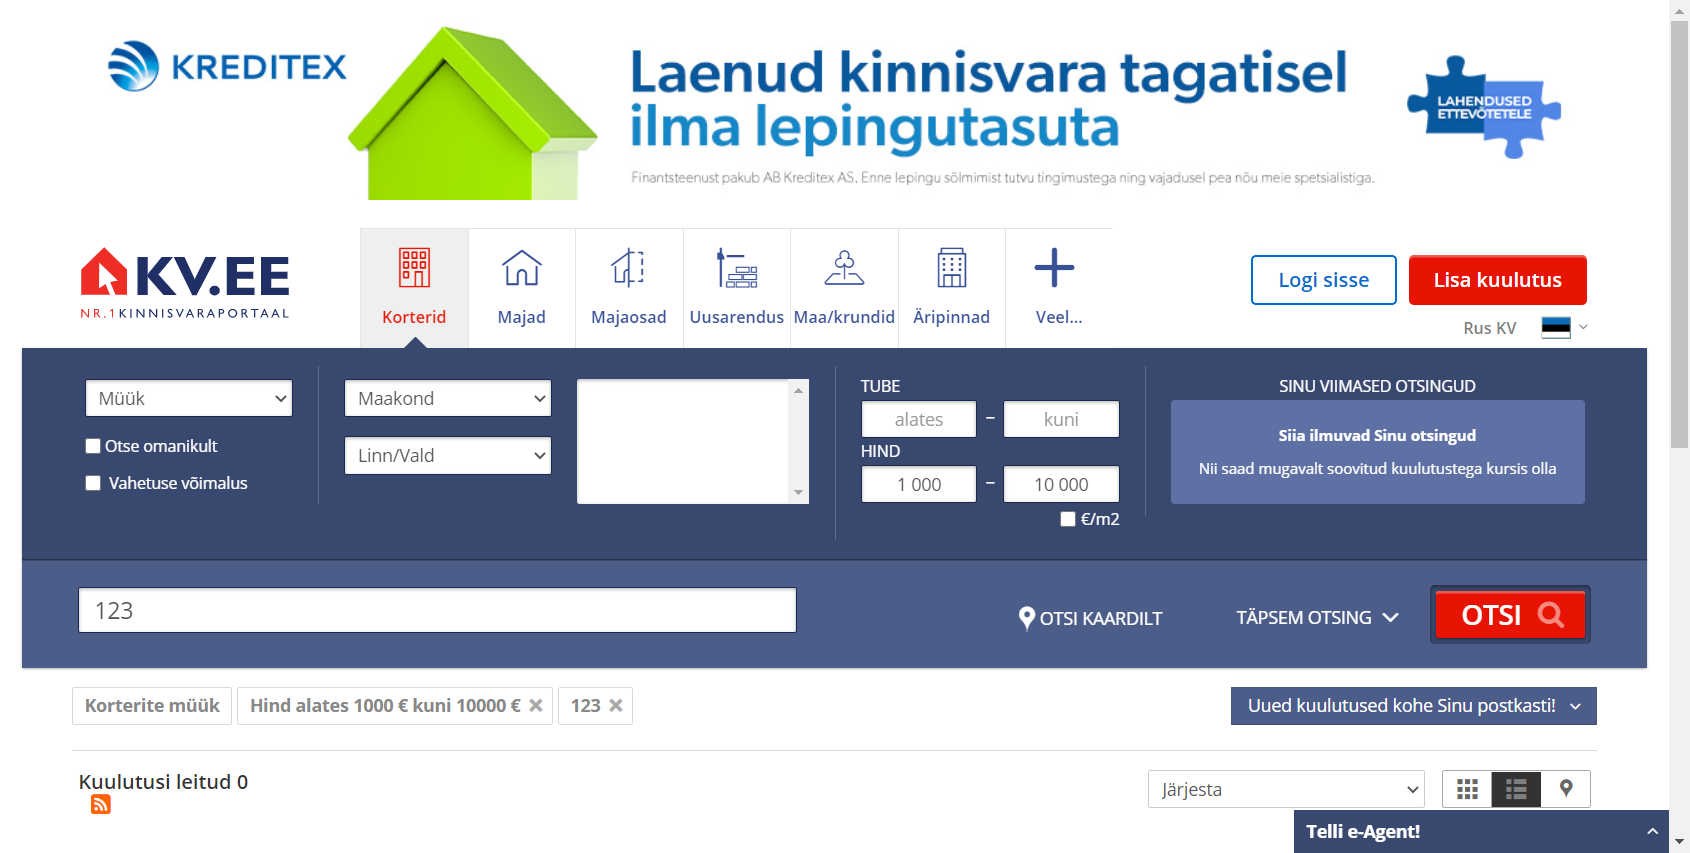 KREDITEX
Laenud kinnisvara tagatisel
ilma lepingutasuta
Finantsteenust pakub AB Kreditex AS. Enne lepingu sõlmimist tutvu tingimustega ning vajadusel pea nõu meie spetsialistiga.
LAHENDUSED
ETTEVÕTETELE
KV.EE
NR.1KINNISVARAPORTAAL
Korterid
Majad
Majaosad
Uusarendus
Maa/krundid
Äripinnad
Veel...
Logi sisse
Lisa kuulutus
Rus KV
Müük
Otse omanikult
Vahetuse võimalus
Maakond
Linn/Vald
TUBE
alates – kuni
HIND
1 000 – 10 000
€/m2
SINU VIIMASED OTSINGUD
Siia ilmuvad Sinu otsingud
Nii saad mugavalt soovitud kuulutustega kursis olla
123
OTSI KAARDILT
TÄPSEM OTSING
OTSI
Korterite müük
Hind alates 1000 € kuni 10000 €
123
Uued kuulutused kohe Sinu postkasti!
Kuulutusi leitud 0
Järjesta
Telli e-Agent!